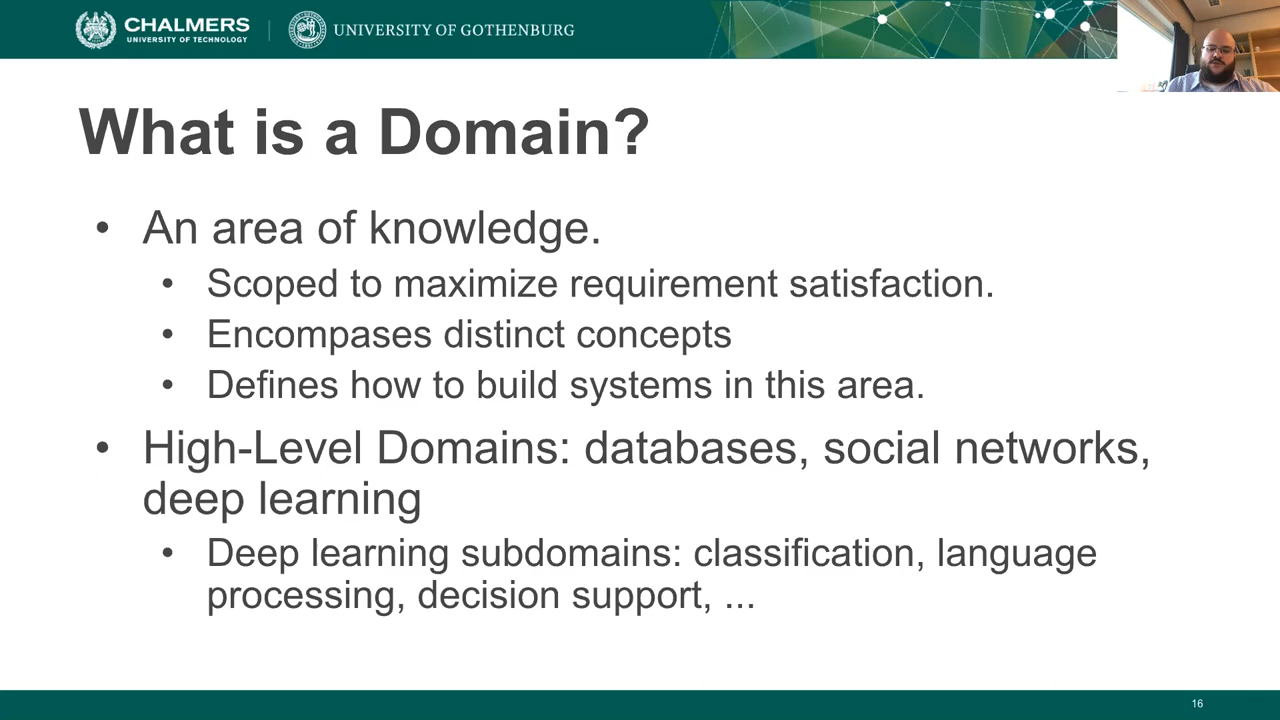 CHALMERS
UNIVERSITY OF TECHNOLOGY
UNIVERSITY OF GOTHENBURG
What is a Domain?
• An area of knowledge.
• Scoped to maximize requirement satisfaction.
• Encompases distinct concepts
• Defines how to build systems in this area.
• High-Level Domains: databases, social networks,
deep learning
• Deep learning subdomains: classification, language
processing, decision support, ...
16